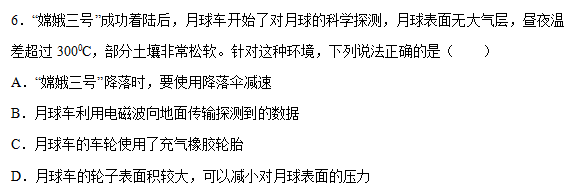 6．“嫦娥三号”成功着陆后，月球车开始了对月球的科学探测，月球表面无大气层，昼夜温
差超过 300⁰C，部分土壤非常松软。针对这种环境，下列说法正确的是（　　）
A．“嫦娥三号”降落时，要使用降落伞减速
B．月球车利用电磁波向地面传输探测到的数据
C．月球车的车轮使用了充气橡胶轮胎
D．月球车的轮子表面积较大，可以减小对月球表面的压力